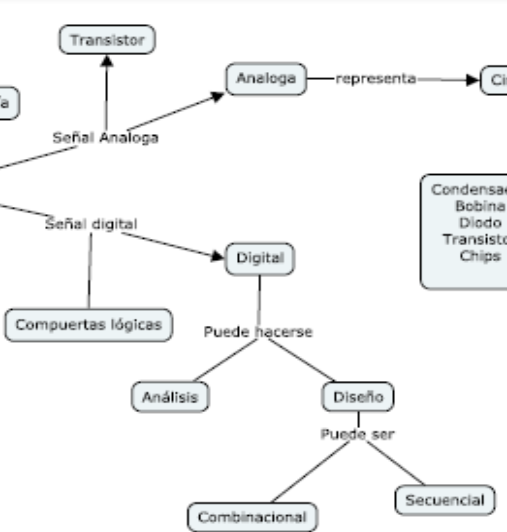 Transistor
Analoga
representa
Señal Analoga
Señal digital
Bobina
Diodo
Chips
Digital
Compuertas lógicas
Puede hacerse
Análisis
Diseño
Puede ser
Combinacional
Secuencial